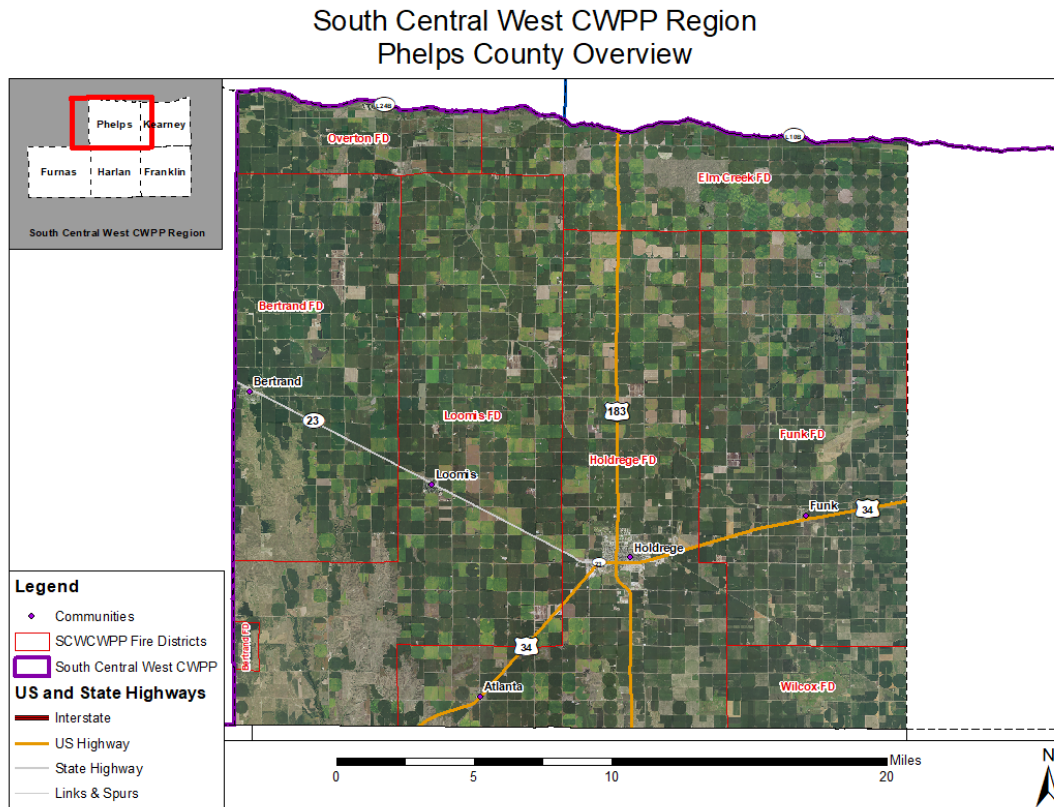 South Central West CWPP Region
Phelps County Overview
Phelps
Kearney
Furnas
Harlan
Franklin
South Central West CWPP Region
L24B
Overton FD
L10B
Elm Creek FD
Bertrand FD
Bertrand
23
Loomis FD
183
Funk FD
Holdrege FD
Loomis
Funk
34
Holdrege
23
Bertrand FD
34
Atlanta
Wilcox FD
Legend
Communities
SCWCWPP Fire Districts
South Central West CWPP
US and State Highways
Interstate
US Highway
State Highway
Links & Spurs
0 5 10 20
Miles
N